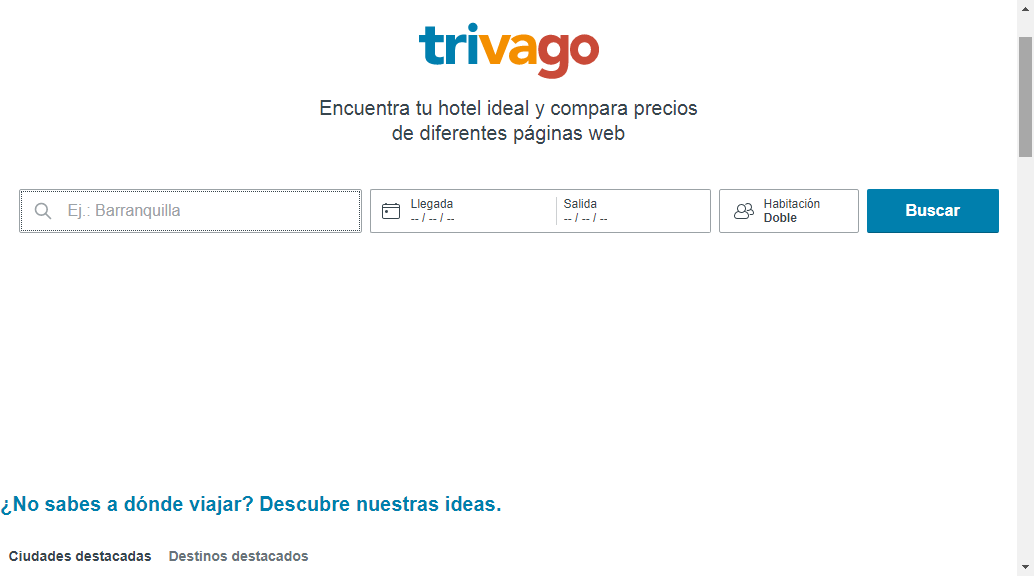 trivago
Encuentra tu hotel ideal y compara precios
de diferentes páginas web
Ej.: Barranquilla
Llegada
-- / -- / --
Salida
-- / -- / --
Habitación
Doble
Buscar
¿No sabes a dónde viajar? Descubre nuestras ideas.
Ciudades destacadas Destinos destacados